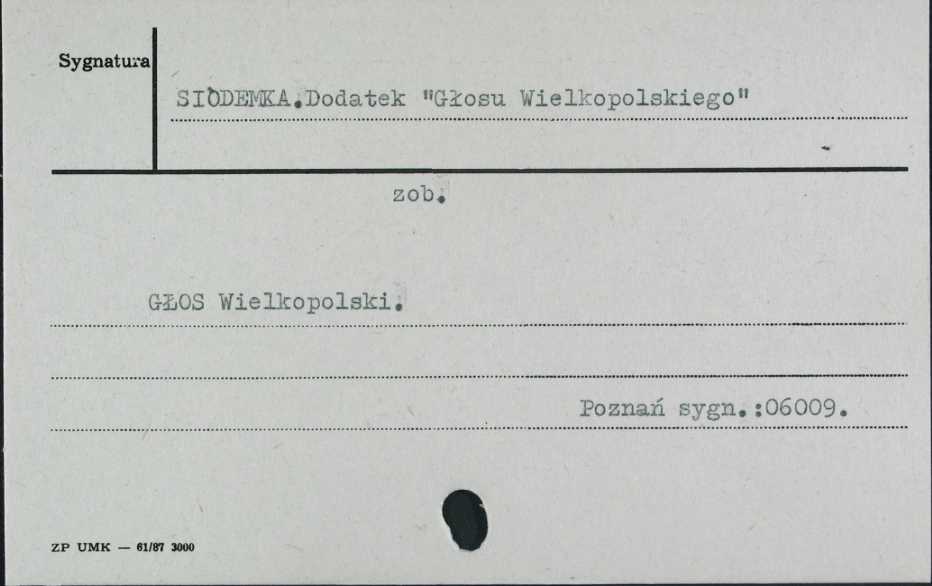 Sygnatura
SIÓDEMKA.Dodatek "Głosu Wielkopolskiego"
zob.
GŁOS Wielkopolski.
Poznań sygn.:06009.
ZP UMK — 61/87 3000